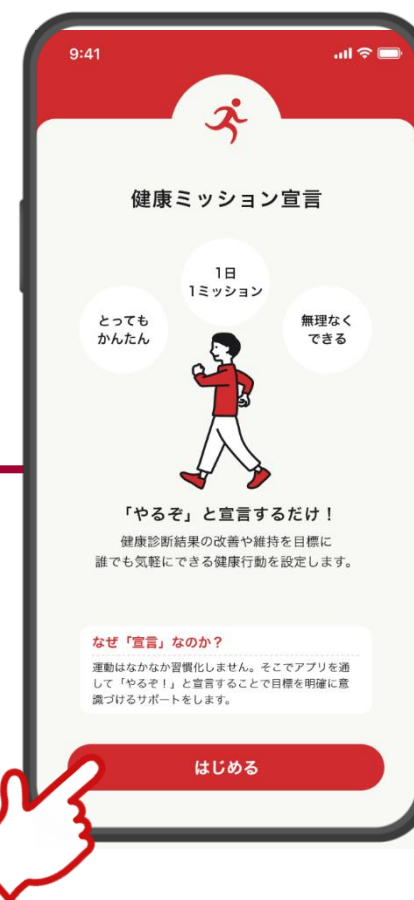 9:41
健康ミッション宣言
1日
1ミッション
とっても
かんたん
無理なく
できる
「やるぞ」と宣言するだけ！
健康診断結果の改善や維持を目標に
誰でも気軽にできる健康行動を設定します。
なぜ「宣言」なのか？
運動はなかなか習慣化しません。そこでアプリを通
して「やるぞ！」と宣言することで目標を明確に意
識づけるサポートをします。
はじめる